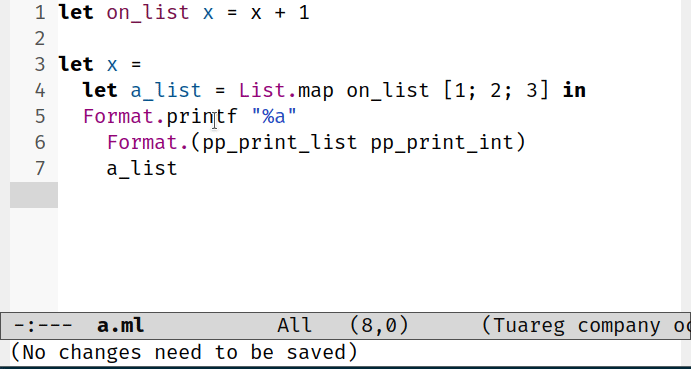 1 let on_list x = x + 1
2
3 let x =
4   let a_list = List.map on_list [1; 2; 3] in
5   Format.printf "%a"
6     Format.(pp_print_list pp_print_int)
7     a_list
-:---  a.ml           All   (8,0)      (Tuareg company oc
(No changes need to be saved)